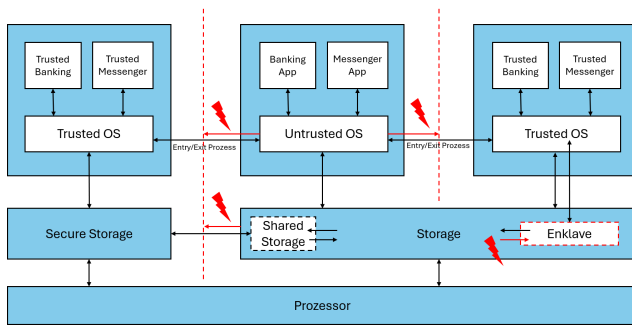 Trusted
Banking
Trusted
Messenger
Banking
App
Messenger
App
Trusted
Banking
Trusted
Messenger
Trusted OS
Untrusted OS
Trusted OS
Entry/Exit Prozess
Entry/Exit Prozess
Secure Storage
Shared
Storage
Storage
Enklave
Prozessor